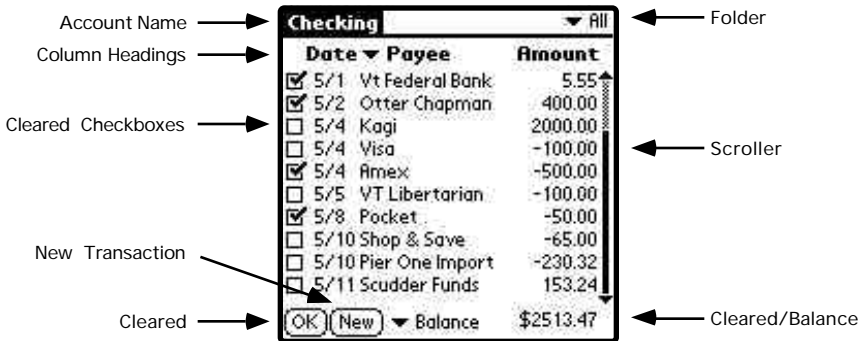 Account Name Checking All Folder
Column Headings Date Payee Amount
5/1 Vt Federal Bank 5.55
5/2 Otter Chapman 400.00
Cleared Checkboxes 5/4 Kagi 2000.00
5/4 Visa -100.00 Scroller
5/4 Amex -500.00
5/5 VT Libertarian -100.00
5/8 Pocket -50.00
5/10 Shop & Save -65.00
New Transaction 5/10 Pier One Import -230.32
5/11 Scudder Funds 153.24
Cleared OK New Balance $2513.47 Cleared/Balance